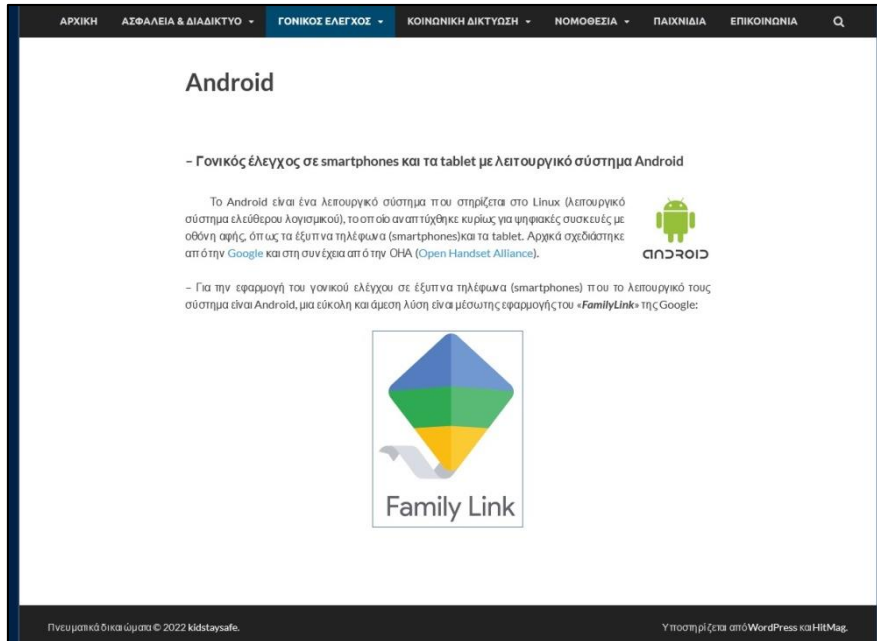 ΑΡΧΙΚΗ ΑΣΦΑΛΕΙΑ & ΔΙΑΔΙΚΤΥΟ ΓΟΝΙΚΟΣ ΕΛΕΓΧΟΣ ΚΟΙΝΩΝΙΚΗ ΔΙΚΤΥΩΣΗ ΝΟΜΟΘΕΣΙΑ ΠΑΙΧΝΙΔΙΑ ΕΠΙΚΟΙΝΩΝΙΑ
Android
– Γονικός έλεγχος σε smartphones και τα tablet με λειτουργικό σύστημα Android
Το Android είναι ένα λειτουργικό σύστημα που στηρίζεται στο Linux (λειτουργικό
σύστημα ελεύθερου λογισμικού), το οποίο αναπτύχθηκε κυρίως για ψηφιακές συσκευές με
οθόνη αφής, όπως τα έξυπνα τηλέφωνα (smartphones)και τα tablet. Αρχικά σχεδιάστηκε
από την Google και στη συνέχεια από την OHA (Open Handset Alliance).
android
– Για την εφαρμογή του γονικού ελέγχου σε έξυπνα τηλέφωνα (smartphones) που το λειτουργικό τους
σύστημα είναι Android, μια εύκολη και άμεση λύση είναι μέσω της εφαρμογής του «FamilyLink» της Google:
Family Link
Πνευματικά δικαιώματα © 2022 kidstaysafe.
Υποστηρίζεται από WordPress και HitMag.